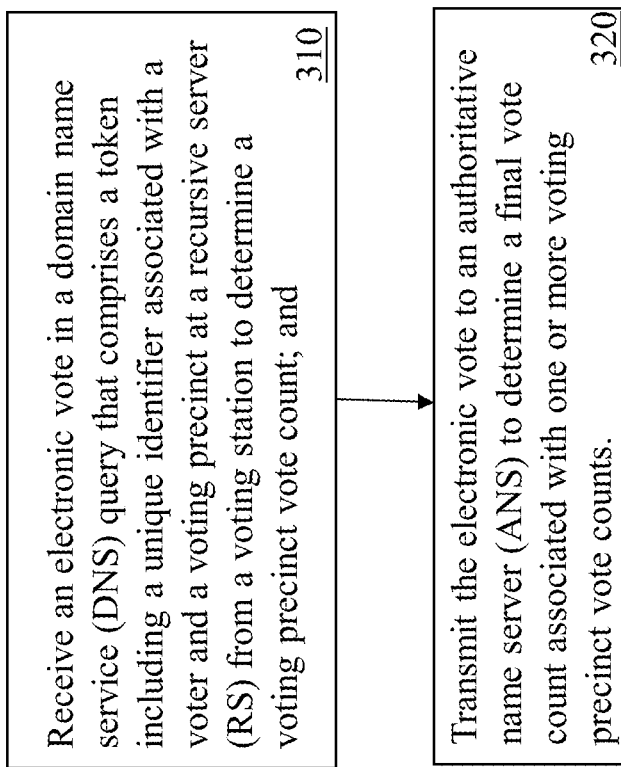 Receive an electronic vote in a domain name
service (DNS) query that comprises a token
including a unique identifier associated with a
voter and a voting precinct at a recursive server
(RS) from a voting station to determine a
voting precinct vote count; and
310
Transmit the electronic vote to an authoritative
name server (ANS) to determine a final vote
count associated with one or more voting
precinct vote counts.
320